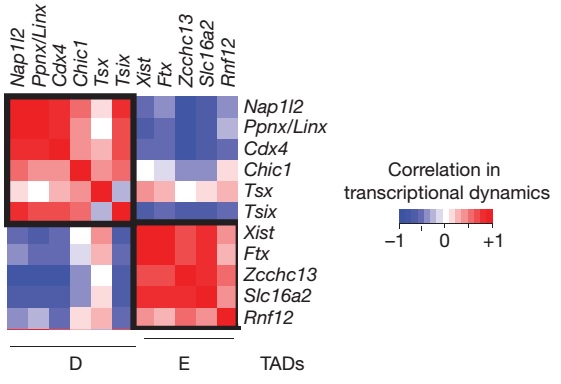 Nap1l2
Ppnx/Linx
Cdx4
Chic1
Tsx
Tsix
Xist
Ftx
Zcchc13
Slc16a2
Rnf12
Nap1l2
Ppnx/Linx
Cdx4
Chic1
Tsx
Tsix
Xist
Ftx
Zcchc13
Slc16a2
Rnf12
Correlation in
transcriptional dynamics
−1 0 +1
D E TADs